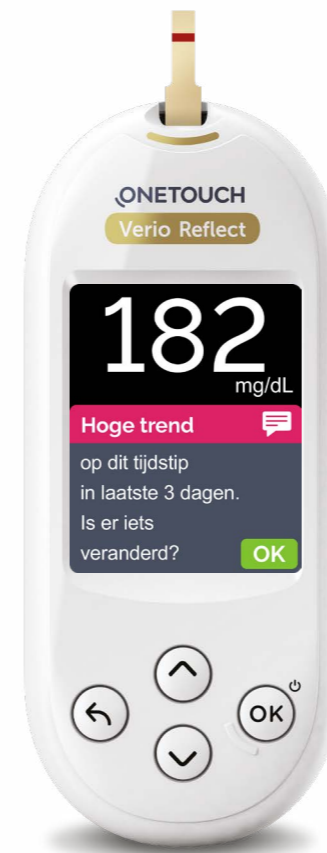 ONETOUCH
Verio Reflect
182
mg/dL
Hoge trend
op dit tijdstip
in laatste 3 dagen.
Is er iets
veranderd?
OK
OK